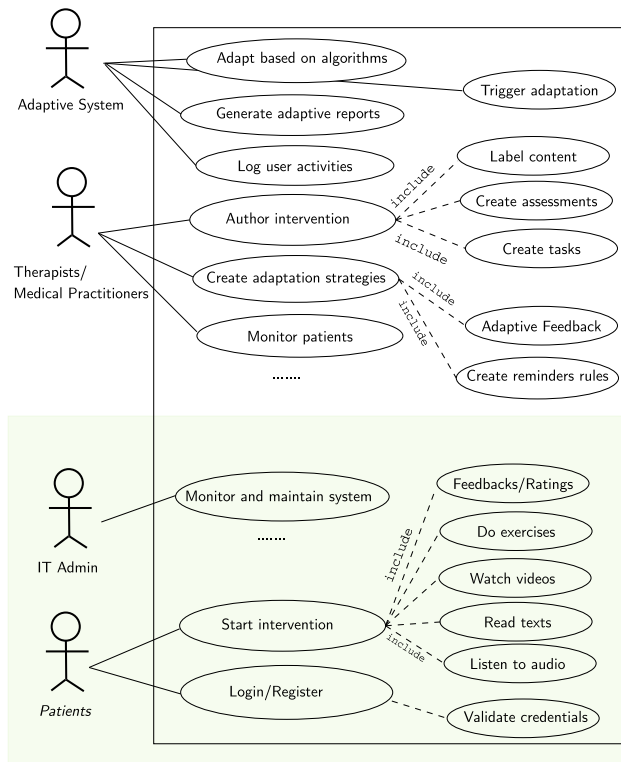 Adaptive System
Adapt based on algorithms
Trigger adaptation
Generate adaptive reports
Log user activities
Therapists/
Medical Practitioners
Author intervention
include
Label content
Create assessments
include
Create tasks
Create adaptation strategies
include
Adaptive Feedback
include
Create reminders rules
Monitor patients
.......
IT Admin
Monitor and maintain system
.......
Patients
Start intervention
include
Feedbacks/Ratings
Do exercises
Watch videos
Read texts
include
Listen to audio
Login/Register
Validate credentials